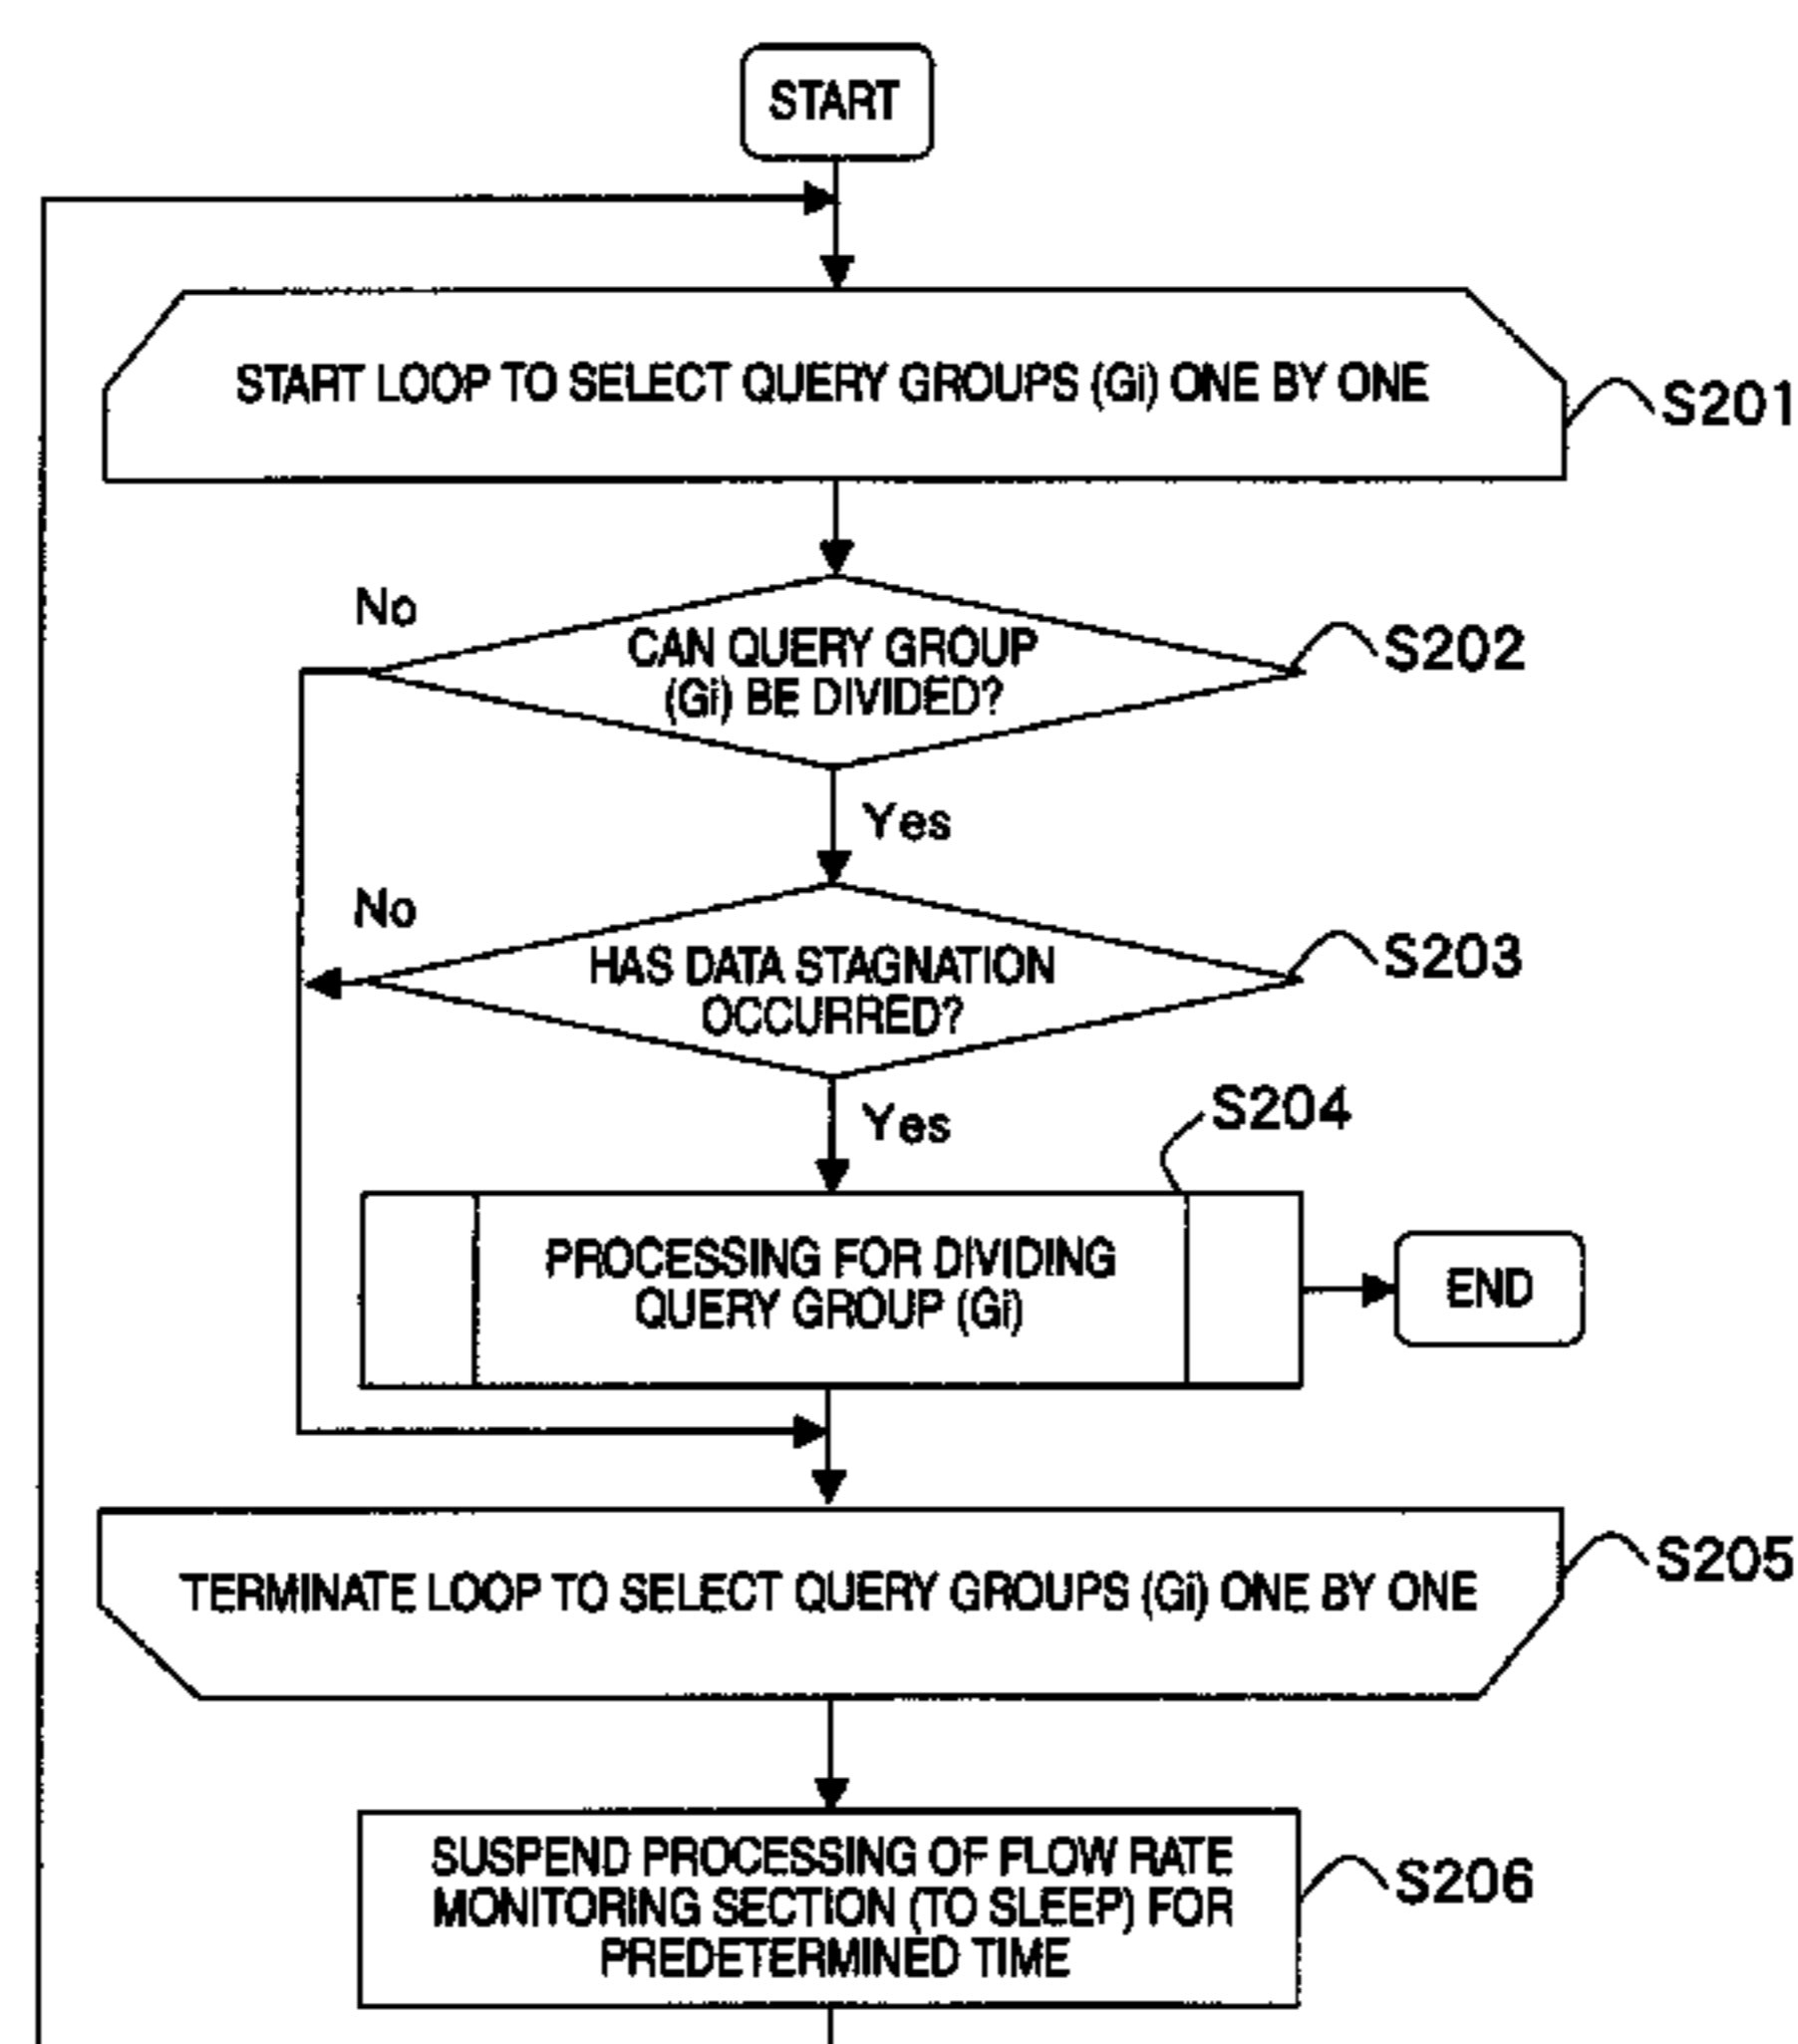 START
START LOOP TO SELECT QUERY GROUPS (Gi) ONE BY ONE
S201
No
CAN QUERY GROUP
(Gi) BE DIVIDED?
S202
Yes
No
HAS DATA STAGNATION
OCCURRED?
S203
Yes
S204
PROCESSING FOR DIVIDING
QUERY GROUP (Gi)
END
TERMINATE LOOP TO SELECT QUERY GROUPS (Gi) ONE BY ONE
S205
SUSPEND PROCESSING OF FLOW RATE
MONITORING SECTION (TO SLEEP) FOR
PREDETERMINED TIME
S206